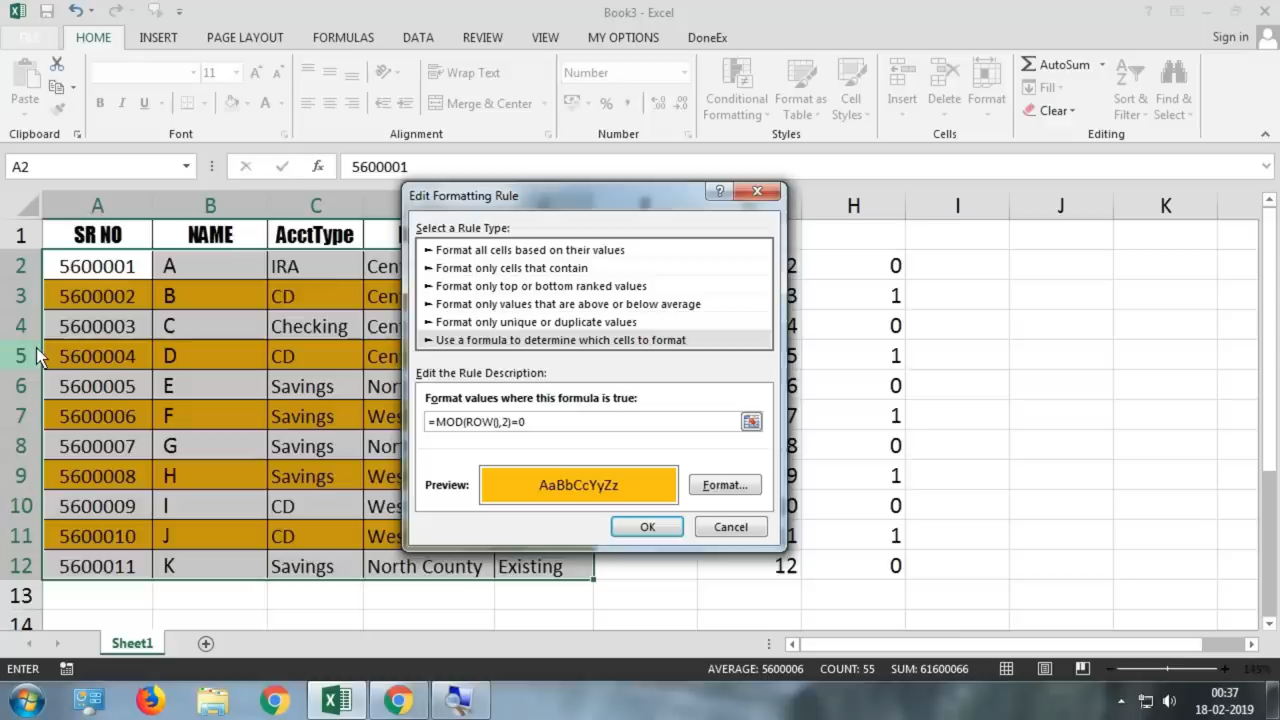 Book3 - Excel
FILE HOME INSERT PAGE LAYOUT FORMULAS DATA REVIEW VIEW MY OPTIONS DoneEx Sign in
Paste
11
Wrap Text
Merge & Center
Number
Conditional Formatting
Format as Table
Cell Styles
Insert
Delete
Format
AutoSum
Fill
Clear
Sort & Filter
Find & Select
Clipboard Font Alignment Number Styles Cells Editing
A2 fx 5600001
A B C H I J K
1 SR NO NAME AcctType
2 5600001 A IRA Cen 2 0
3 5600002 B CD Cen 3 1
4 5600003 C Checking Cen 4 0
5 5600004 D CD Cen 5 1
6 5600005 E Savings Nor 6 0
7 5600006 F Savings Wes 7 1
8 5600007 G Savings Nor 8 0
9 5600008 H Savings Wes 9 1
10 5600009 I CD Wes 0 0
11 5600010 J CD Wes 1 1
12 5600011 K Savings North County Existing 12 0
13
14
Edit Formatting Rule
Select a Rule Type:
► Format all cells based on their values
► Format only cells that contain
► Format only top or bottom ranked values
► Format only values that are above or below average
► Format only unique or duplicate values
► Use a formula to determine which cells to format
Edit the Rule Description:
Format values where this formula is true:
=MOD(ROW(),2)=0
Preview: AaBbCcYyZz Format...
OK Cancel
Sheet1
ENTER AVERAGE: 5600006 COUNT: 55 SUM: 61600066 145%
00:37
18-02-2019